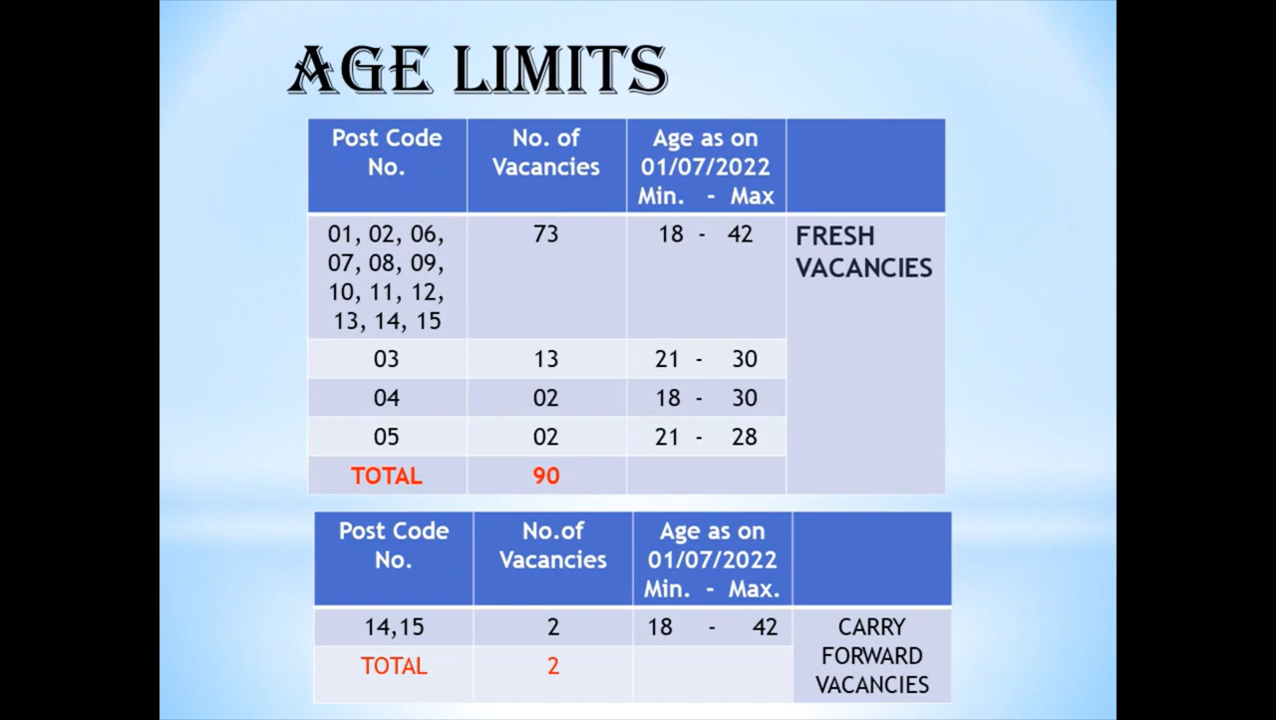 AGE LIMITS
Post Code No. No. of Vacancies Age as on 01/07/2022 Min. - Max
01, 02, 06, 07, 08, 09, 10, 11, 12, 13, 14, 15 73 18 - 42 FRESH VACANCIES
03 13 21 - 30
04 02 18 - 30
05 02 21 - 28
TOTAL 90
Post Code No. No.of Vacancies Age as on 01/07/2022 Min. - Max.
14,15 2 18 - 42 CARRY FORWARD VACANCIES
TOTAL 2